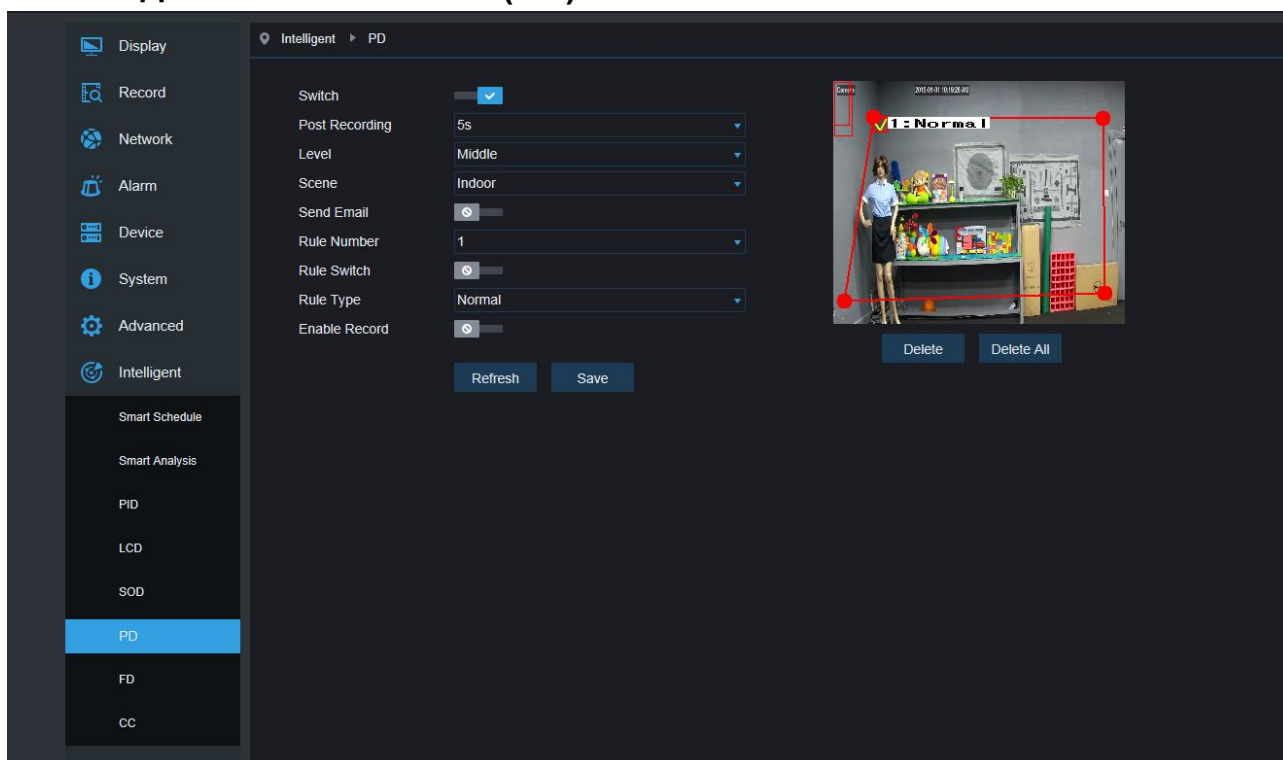 Display
Record
Network
Alarm
Device
System
Advanced
Intelligent
Smart Schedule
Smart Analysis
PID
LCD
SOD
PD
FD
CC
Intelligent PD
Switch
Post Recording 5s
Level Middle
Scene Indoor
Send Email
Rule Number 1
Rule Switch
Rule Type Normal
Enable Record
Refresh Save
Camera
1:Normal
Delete Delete All